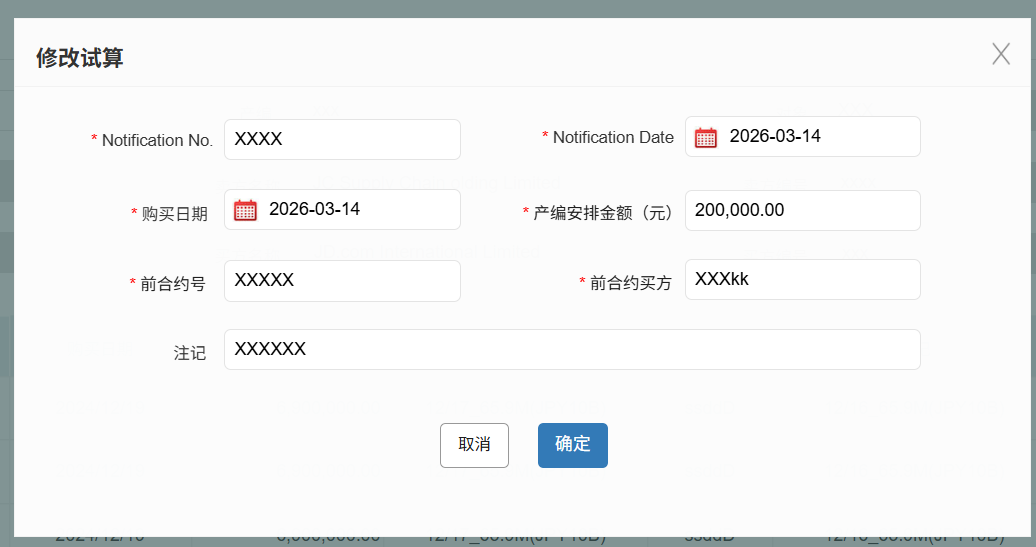 修改试算
* Notification No. XXXX * Notification Date 2026-03-14
* 购买日期 2026-03-14 * 产编安排金额（元） 200,000.00
* 前合约号 XXXXX * 前合约买方 XXXkk
注记 XXXXXX
取消 确定